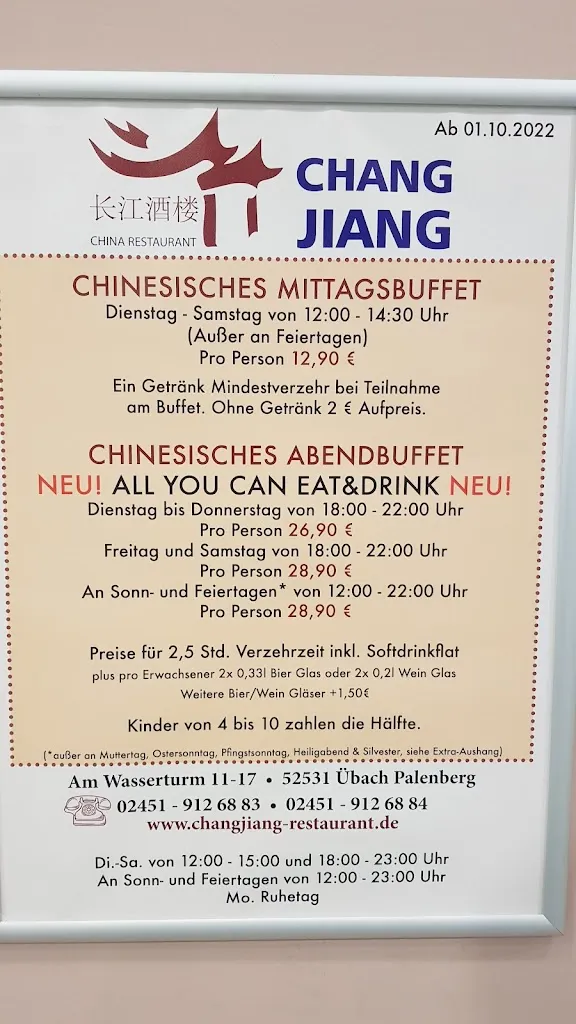 Ab 01.10.2022
CHANG
JIANG
长江酒楼
CHINA RESTAURANT
CHINESISCHES MITTAGSBUFFET
Dienstag - Samstag von 12:00 - 14:30 Uhr
(Außer an Feiertagen)
Pro Person 12,90 €
Ein Getränk Mindestverzehr bei Teilnahme
am Buffet. Ohne Getränk 2 € Aufpreis.
CHINESISCHES ABENDBUFFET
NEU! ALL YOU CAN EAT&DRINK NEU!
Dienstag bis Donnerstag von 18:00 - 22:00 Uhr
Pro Person 26,90 €
Freitag und Samstag von 18:00 - 22:00 Uhr
Pro Person 28,90 €
An Sonn- und Feiertagen* von 12:00 - 22:00 Uhr
Pro Person 28,90 €
Preise für 2,5 Std. Verzehrzeit inkl. Softdrinkflat
plus pro Erwachsener 2x 0,33l Bier Glas oder 2x 0,2l Wein Glas
Weitere Bier/Wein Gläser +1,50€
Kinder von 4 bis 10 zahlen die Hälfte.
(*außer an Muttertag, Ostersonntag, Pfingstsonntag, Heiligabend & Silvester, siehe Extra-Aushang)
Am Wasserturm 11-17 • 52531 Übach Palenberg
02451 - 912 68 83 • 02451 - 912 68 84
www.changjiang-restaurant.de
Di.-Sa. von 12:00 - 15:00 und 18:00 - 23:00 Uhr
An Sonn- und Feiertagen von 12:00 - 23:00 Uhr
Mo. Ruhetag